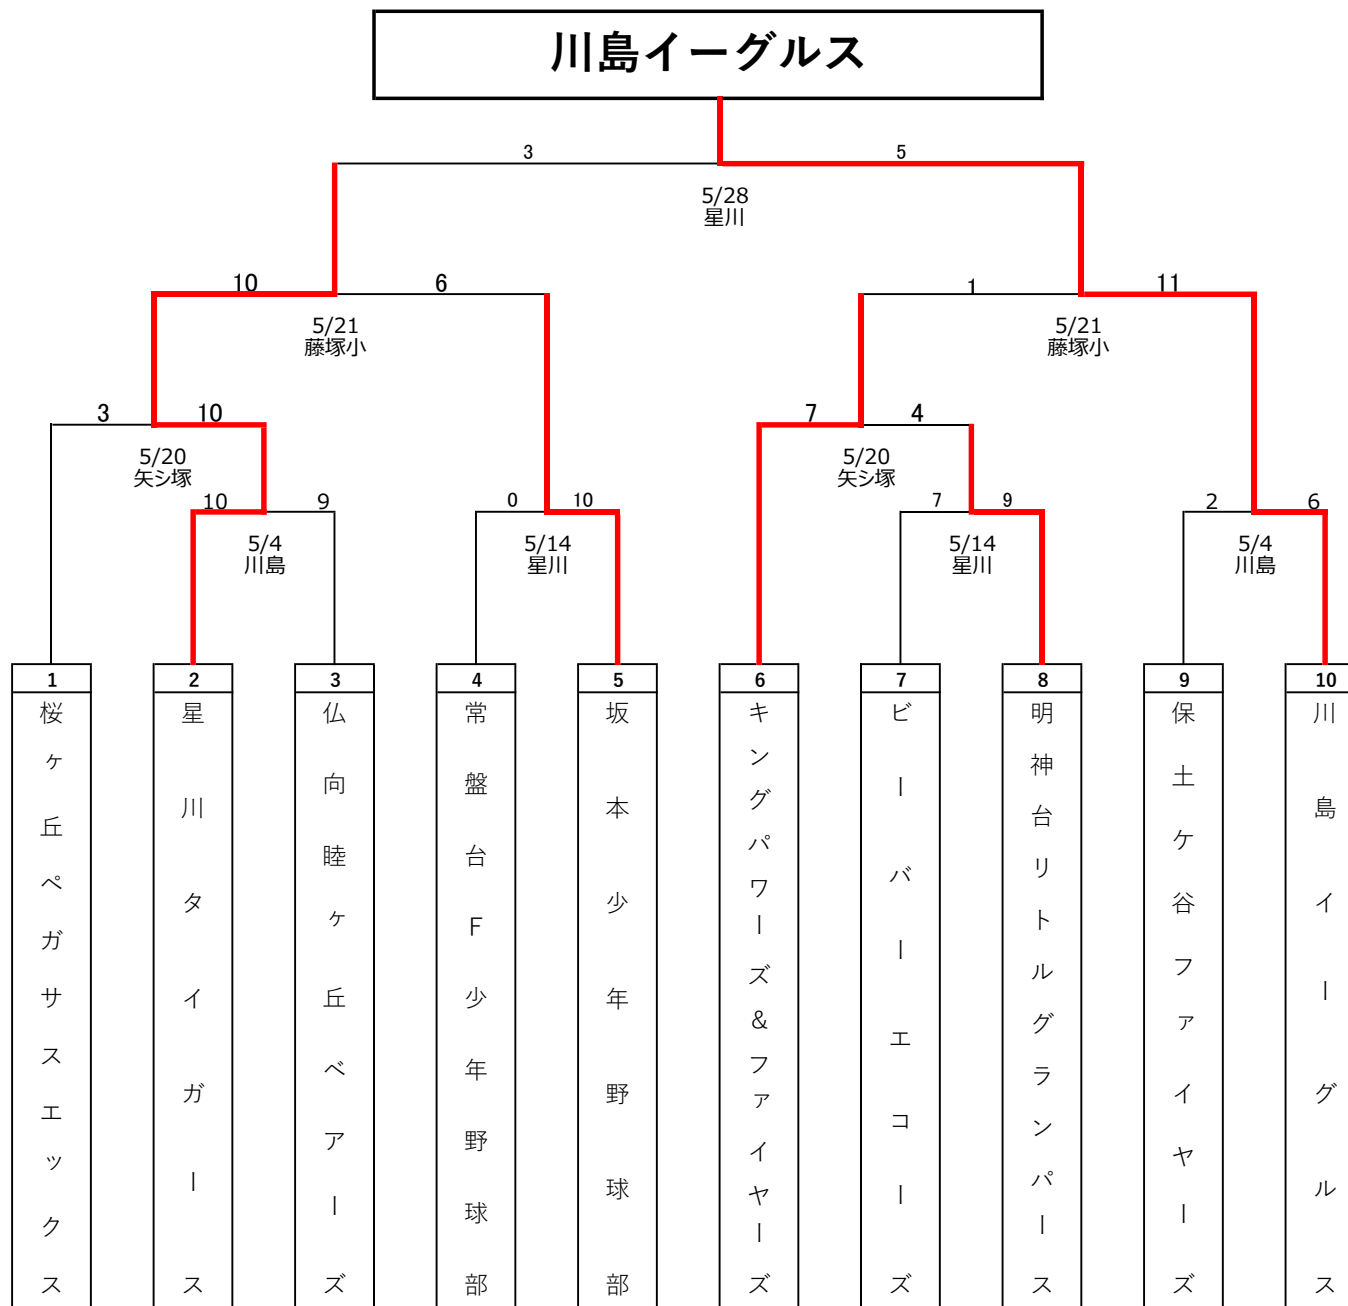 川島イーグルス
3
5
5/28
星川
10
6
1
11
5/21
藤塚小
5/21
藤塚小
3
10
7
4
5/20
矢シ塚
5/20
矢シ塚
10
9
0
10
7
9
2
6
5/4
川島
5/14
星川
5/14
星川
5/4
川島
1
桜ヶ丘ペガサスエックス
2
星川タイガース
3
仏向睦ヶ丘ベアーズ
4
常盤台F少年野球部
5
坂本少年野球部
6
キングパワーズ&ファイヤーズ
7
ビーバーエコーズ
8
明神台リトルグランパース
9
保土ケ谷ファイヤーズ
10
川島イーグルス